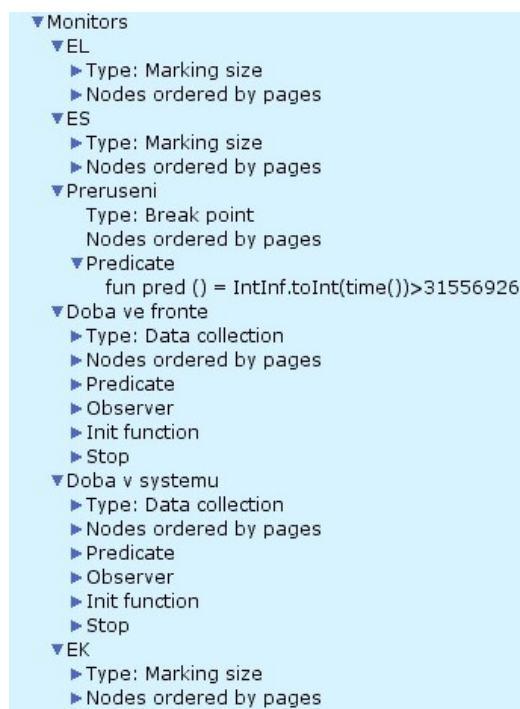 Monitors
EL
Type: Marking size
Nodes ordered by pages
ES
Type: Marking size
Nodes ordered by pages
Preruseni
Type: Break point
Nodes ordered by pages
Predicate
fun pred () = IntInf.toInt(time())>31556926
Doba ve fronte
Type: Data collection
Nodes ordered by pages
Predicate
Observer
Init function
Stop
Doba v systemu
Type: Data collection
Nodes ordered by pages
Predicate
Observer
Init function
Stop
EK
Type: Marking size
Nodes ordered by pages